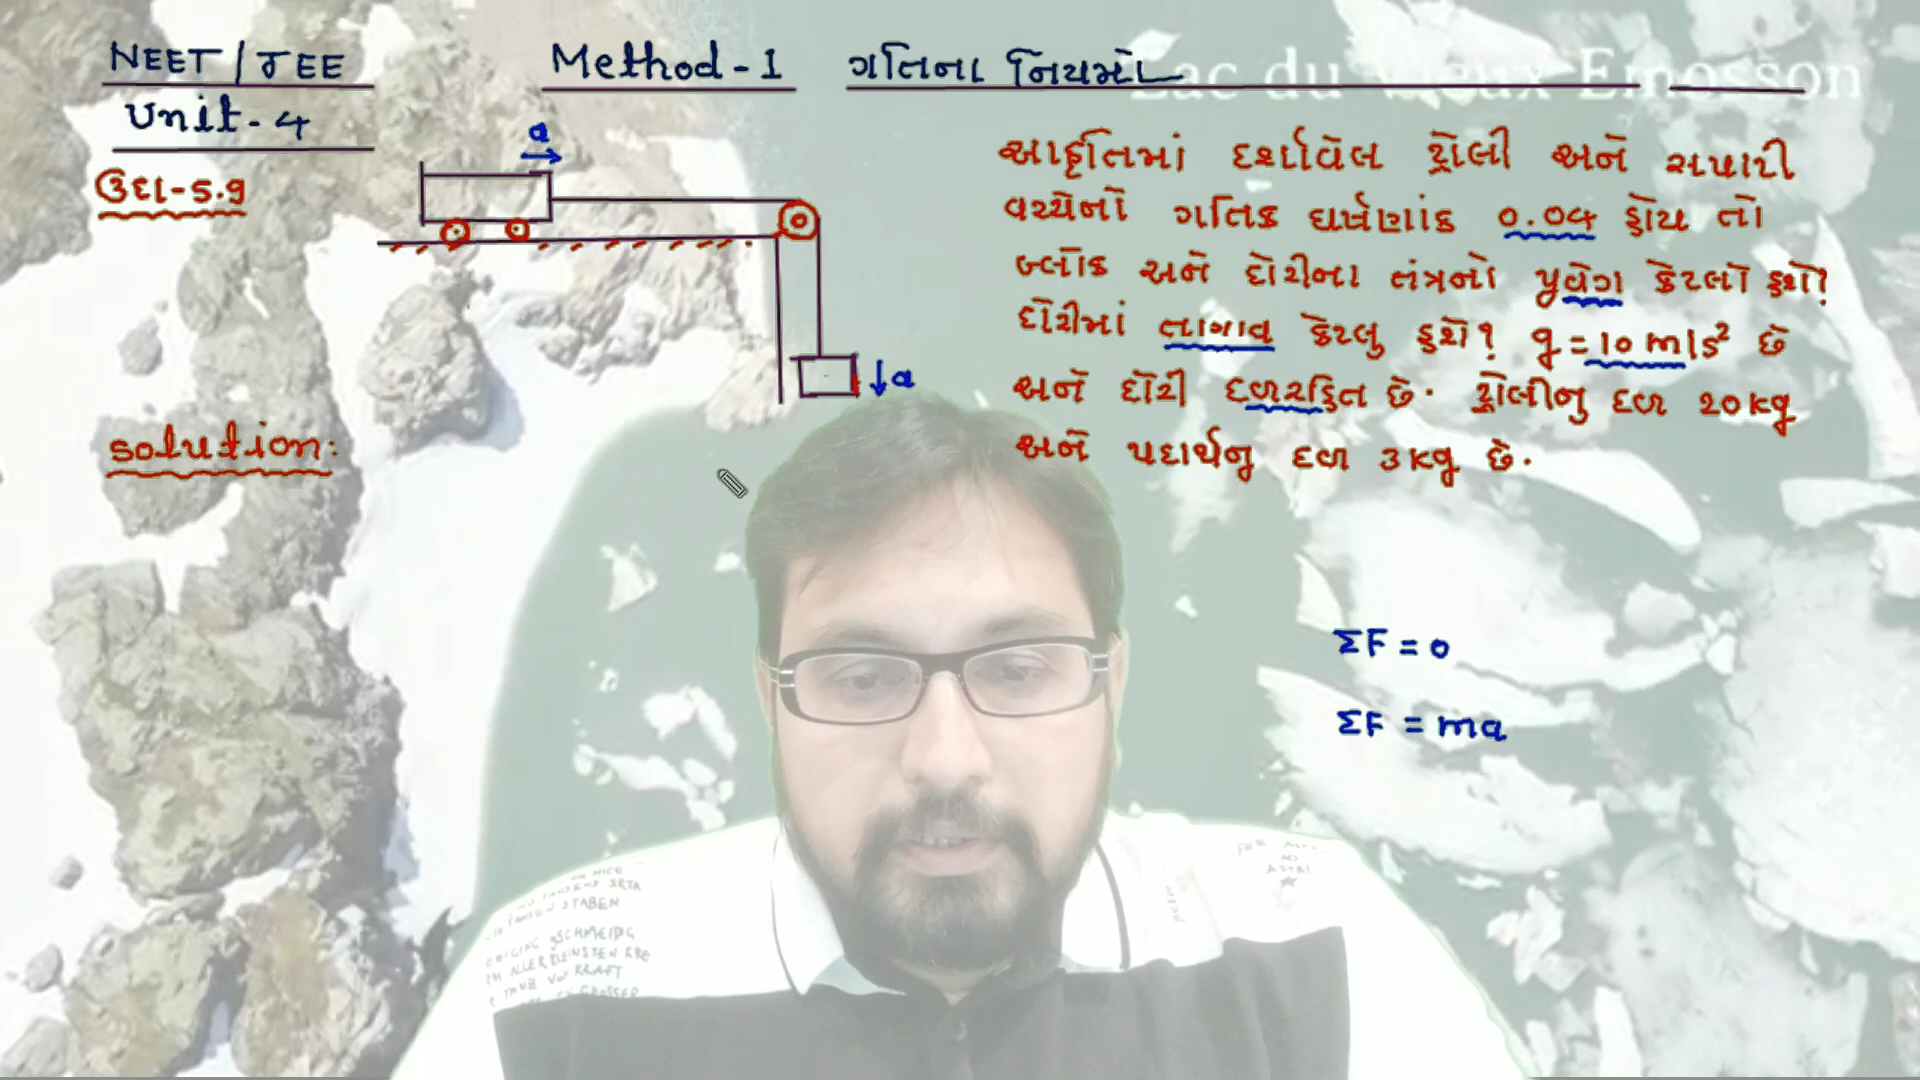 NEET / JEE Method - 1 ગતિના નિયમો
Unit - 4
ઉદા-5.9
a
a
આકૃતિમાં દર્શાવેલ ટ્રોલી અને સપાટી
વચ્ચેનો ગતિક ઘર્ષણાંક 0.04 હોય તો
બ્લોક અને દોરીના તંત્રનો પ્રવેગ કેટલો હશે?
દોરીમાં તણાવ કેટલુ હશે? g = 10 m/s² છે
અને દોરી દળરહિત છે. ટ્રોલીનુ દળ 20 kg
અને પદાર્થનુ દળ 3 kg છે.
Solution:
ΣF = 0
ΣF = ma